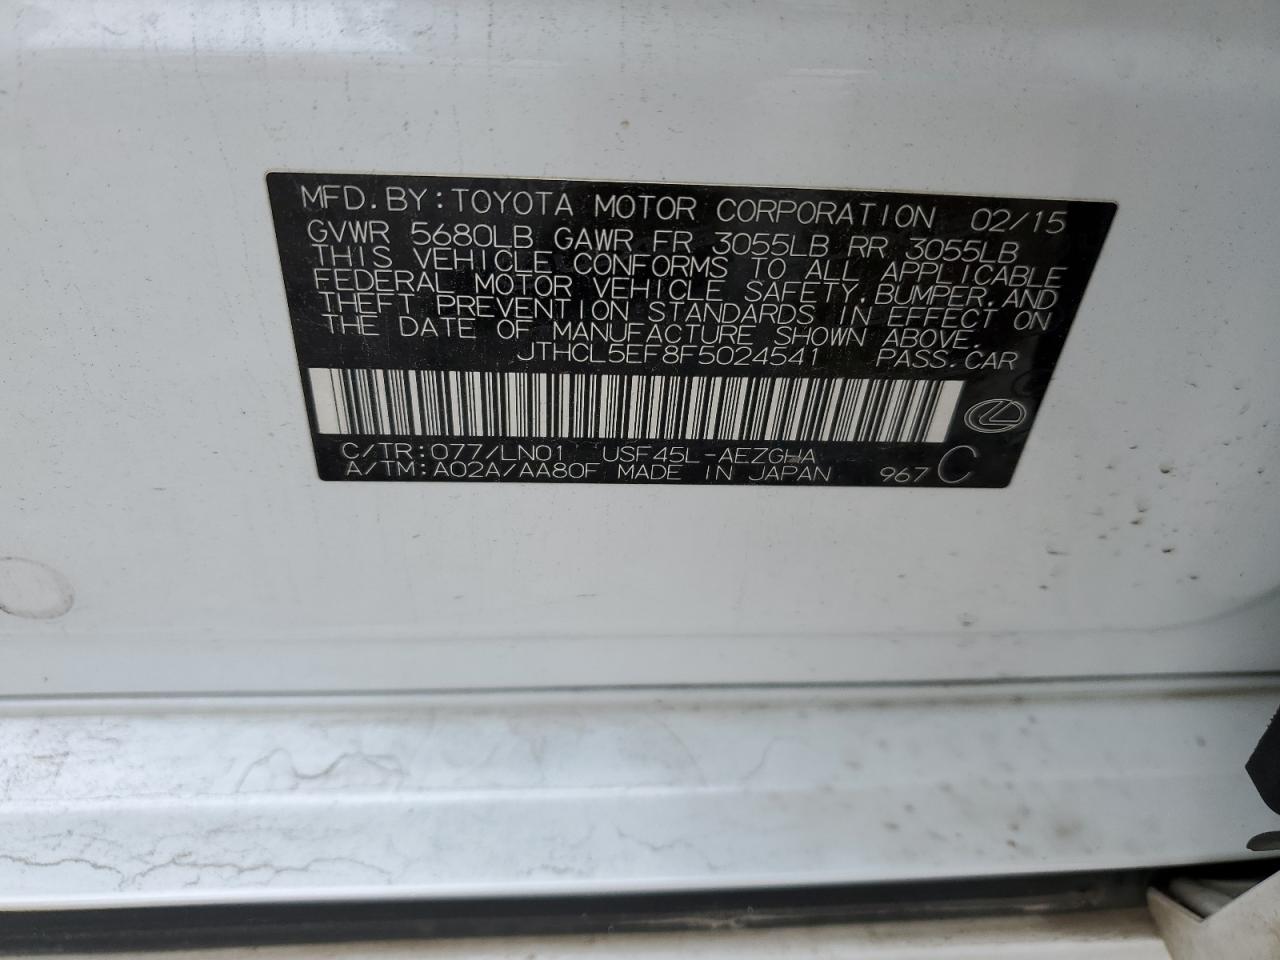 MFD.BY:TOYOTA MOTOR CORPORATION 02/15
GVWR 5680LB GAWR FR 3055LB RR 3055LB
THIS VEHICLE CONFORMS TO ALL APPLICABLE
FEDERAL MOTOR VEHICLE SAFETY,BUMPER,AND
THEFT PREVENTION STANDARDS IN EFFECT ON
THE DATE OF MANUFACTURE SHOWN ABOVE.
JTHCL5EF8F5024541 PASS.CAR
C/TR:077/LN01 USF45L-AEZGHA
A/TM:A02A/AA80F MADE IN JAPAN 967 C